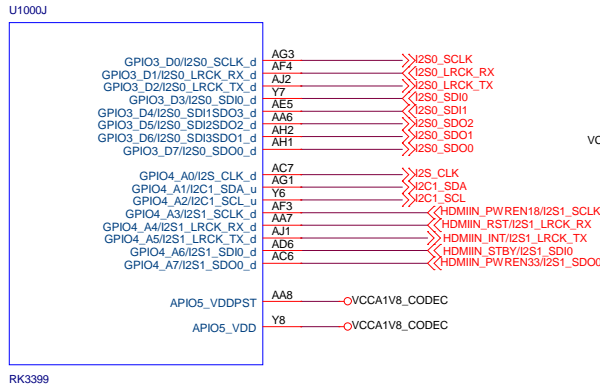 U1000J
GPIO3_D0/I2S0_SCLK_d AG3 I2S0_SCLK
GPIO3_D1/I2S0_LRCK_RX_d AF4 I2S0_LRCK_RX
GPIO3_D2/I2S0_LRCK_TX_d AJ2 I2S0_LRCK_TX
GPIO3_D3/I2S0_SDI0_d Y7 I2S0_SDI0
GPIO3_D4/I2S0_SDI1SDO3_d AE5 I2S0_SDI1
GPIO3_D5/I2S0_SDI2SDO2_d AA6 I2S0_SDO2
GPIO3_D6/I2S0_SDI3SDO1_d AH2 I2S0_SDO1
GPIO3_D7/I2S0_SDO0_d AH1 I2S0_SDO0
VC
GPIO4_A0/I2S_CLK_d AC7 I2S_CLK
GPIO4_A1/I2C1_SDA_u AG1 I2C1_SDA
GPIO4_A2/I2C1_SCL_u Y6 I2C1_SCL
GPIO4_A3/I2S1_SCLK_d AF3 HDMIIN_PWREN18/I2S1_SCLK
GPIO4_A4/I2S1_LRCK_RX_d AA7 HDMIIN_RST/I2S1_LRCK_RX
GPIO4_A5/I2S1_LRCK_TX_d AJ1 HDMIIN_INT/I2S1_LRCK_TX
GPIO4_A6/I2S1_SDI0_d AD6 HDMIIN_STBY/I2S1_SDI0
GPIO4_A7/I2S1_SDO0_d AC6 HDMIIN_PWREN33/I2S1_SDO0
APIO5_VDDPST AA8 VCCA1V8_CODEC
APIO5_VDD Y8 VCCA1V8_CODEC
RK3399